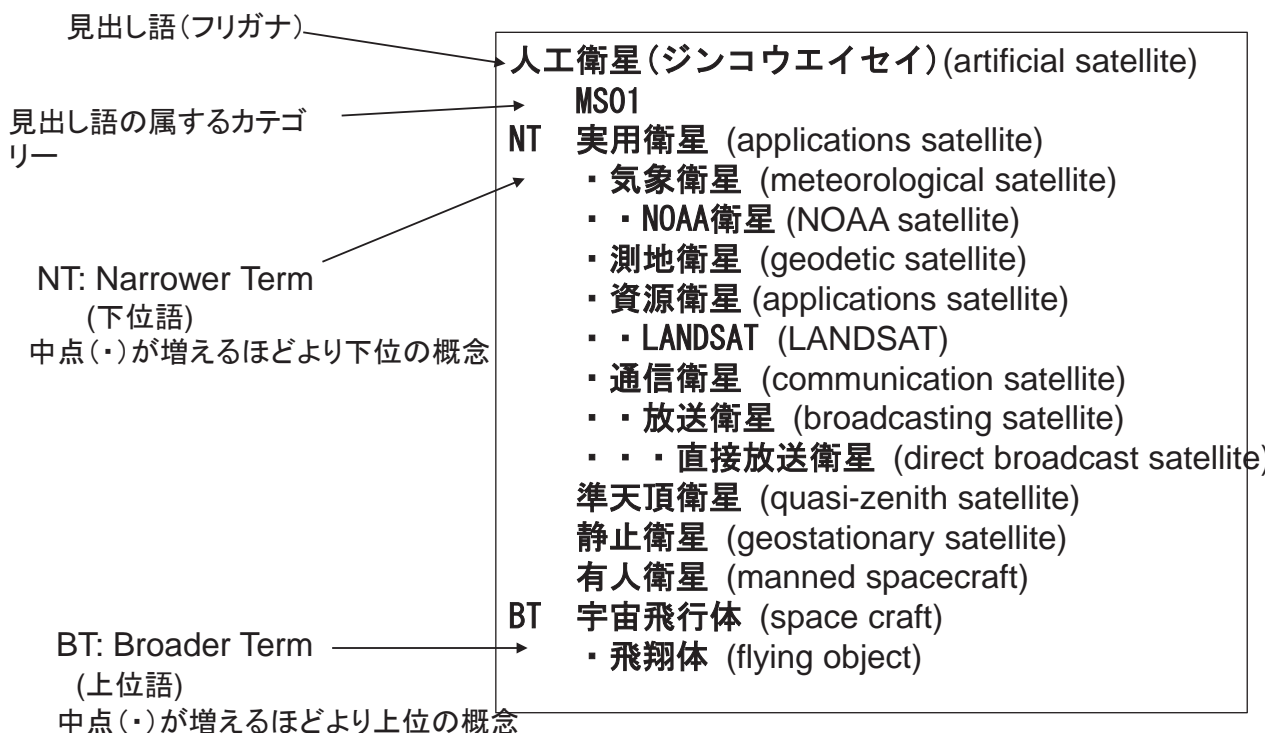 見出し語(フリガナ)
見出し語の属するカテゴ
リー
NT: Narrower Term
(下位語)
中点(・)が増えるほどより下位の概念
BT: Broader Term
(上位語)
中点(・)が増えるほどより上位の概念
人工衛星(ジンコウエイセイ)(artificial satellite)
MS01
NT 実用衛星 (applications satellite)
・気象衛星 (meteorological satellite)
・・NOAA衛星 (NOAA satellite)
・測地衛星 (geodetic satellite)
・資源衛星 (applications satellite)
・・LANDSAT (LANDSAT)
・通信衛星 (communication satellite)
・・放送衛星 (broadcasting satellite)
・・・直接放送衛星 (direct broadcast satellite)
準天頂衛星 (quasi-zenith satellite)
静止衛星 (geostationary satellite)
有人衛星 (manned spacecraft)
BT 宇宙飛行体 (space craft)
・飛翔体 (flying object)